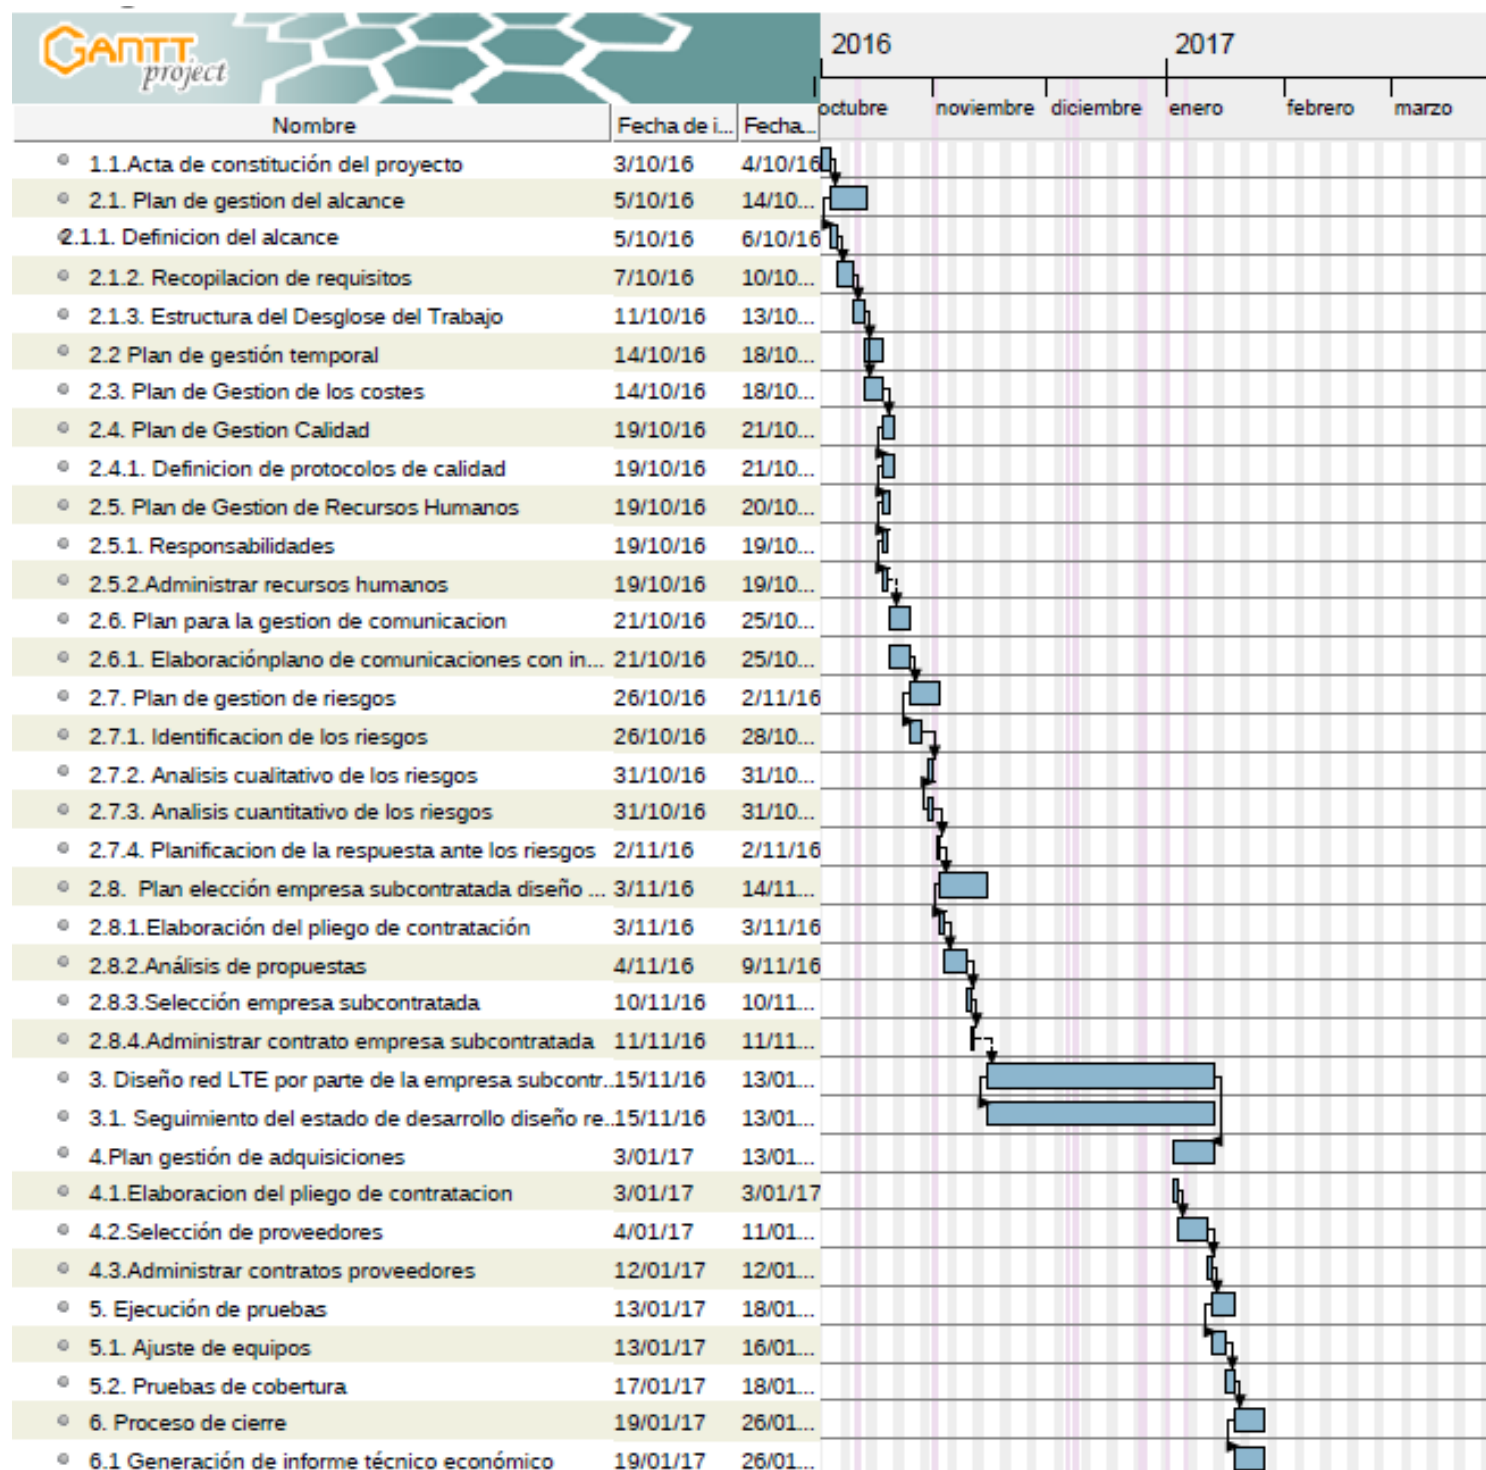 GANTT
project
2016 2017
octubre noviembre diciembre enero febrero marzo
Nombre Fecha de i... Fecha...
1.1.Acta de constitución del proyecto 3/10/16 4/10/16
2.1. Plan de gestion del alcance 5/10/16 14/10...
2.1.1. Definicion del alcance 5/10/16 6/10/16
2.1.2. Recopilacion de requisitos 7/10/16 10/10...
2.1.3. Estructura del Desglose del Trabajo 11/10/16 13/10...
2.2 Plan de gestión temporal 14/10/16 18/10...
2.3. Plan de Gestion de los costes 14/10/16 18/10...
2.4. Plan de Gestion Calidad 19/10/16 21/10...
2.4.1. Definicion de protocolos de calidad 19/10/16 21/10...
2.5. Plan de Gestion de Recursos Humanos 19/10/16 20/10...
2.5.1. Responsabilidades 19/10/16 19/10...
2.5.2.Administrar recursos humanos 19/10/16 19/10...
2.6. Plan para la gestion de comunicacion 21/10/16 25/10...
2.6.1. Elaboraciónplano de comunicaciones con in... 21/10/16 25/10...
2.7. Plan de gestion de riesgos 26/10/16 2/11/16
2.7.1. Identificacion de los riesgos 26/10/16 28/10...
2.7.2. Analisis cualitativo de los riesgos 31/10/16 31/10...
2.7.3. Analisis cuantitativo de los riesgos 31/10/16 31/10...
2.7.4. Planificacion de la respuesta ante los riesgos 2/11/16 2/11/16
2.8. Plan elección empresa subcontratada diseño ... 3/11/16 14/11...
2.8.1.Elaboración del pliego de contratación 3/11/16 3/11/16
2.8.2.Análisis de propuestas 4/11/16 9/11/16
2.8.3.Selección empresa subcontratada 10/11/16 10/11...
2.8.4.Administrar contrato empresa subcontratada 11/11/16 11/11...
3. Diseño red LTE por parte de la empresa subcontr.. 15/11/16 13/01...
3.1. Seguimiento del estado de desarrollo diseño re.. 15/11/16 13/01...
4.Plan gestión de adquisiciones 3/01/17 13/01...
4.1.Elaboracion del pliego de contratacion 3/01/17 3/01/17
4.2.Selección de proveedores 4/01/17 11/01...
4.3.Administrar contratos proveedores 12/01/17 12/01...
5. Ejecución de pruebas 13/01/17 18/01...
5.1. Ajuste de equipos 13/01/17 16/01...
5.2. Pruebas de cobertura 17/01/17 18/01...
6. Proceso de cierre 19/01/17 26/01...
6.1 Generación de informe técnico económico 19/01/17 26/01...